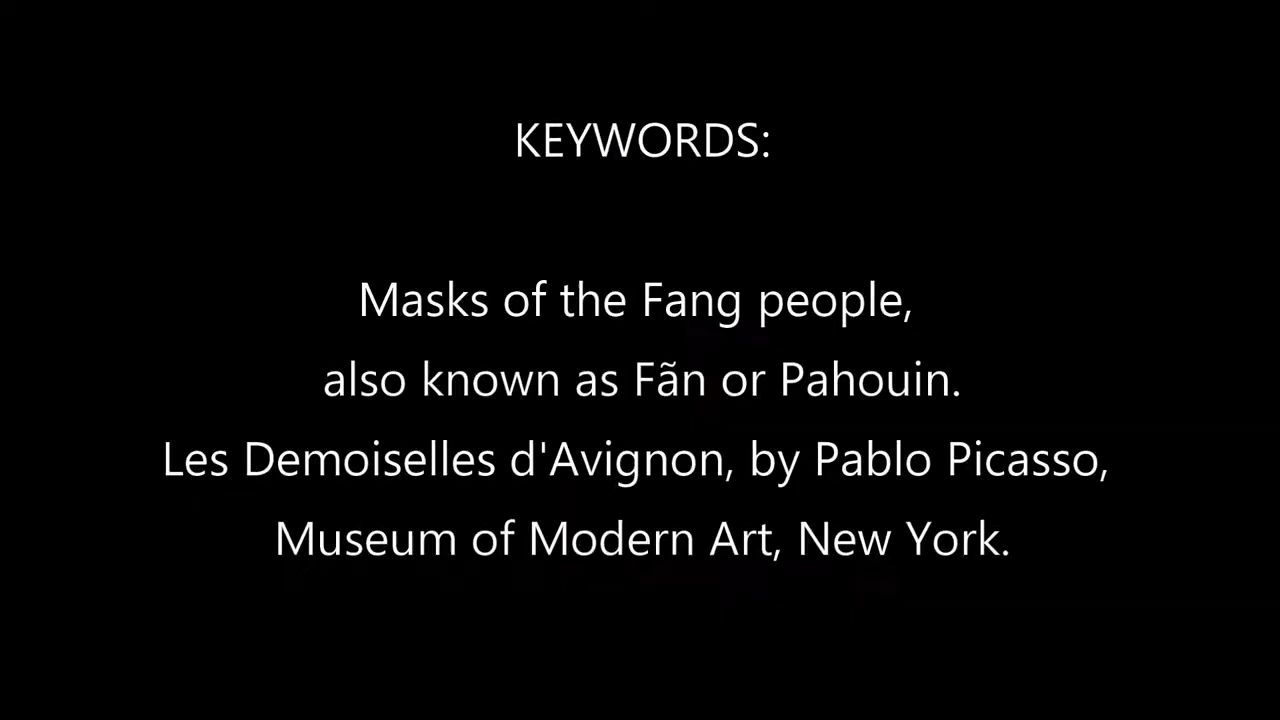 KEYWORDS:
Masks of the Fang people,
also known as Fãn or Pahouin.
Les Demoiselles d'Avignon, by Pablo Picasso,
Museum of Modern Art, New York.